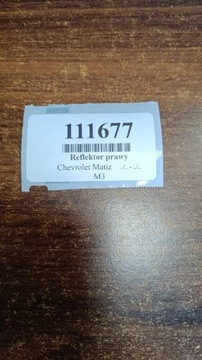 111677
Reflektor prawy
Chevrolet Matiz
M3